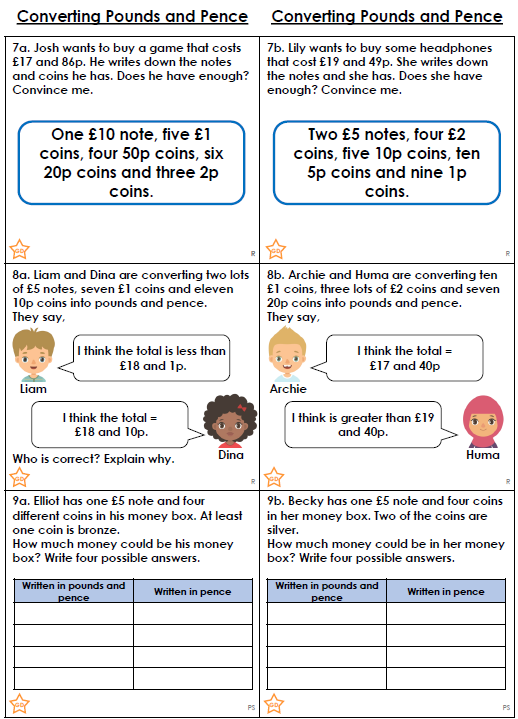 Converting Pounds and Pence
Converting Pounds and Pence
7a. Josh wants to buy a game that costs
£17 and 86p. He writes down the notes
and coins he has. Does he have enough?
Convince me.
One £10 note, five £1
coins, four 50p coins, six
20p coins and three 2p
coins.
GD
R
7b. Lily wants to buy some headphones
that cost £19 and 49p. She writes down
the notes and she has. Does she have
enough? Convince me.
Two £5 notes, four £2
coins, five 10p coins, ten
5p coins and nine 1p
coins.
GD
R
8a. Liam and Dina are converting two lots
of £5 notes, seven £1 coins and eleven
10p coins into pounds and pence.
They say,
I think the total is less than
£18 and 1p.
Liam
I think the total =
£18 and 10p.
Dina
Who is correct? Explain why.
GD
R
8b. Archie and Huma are converting ten
£1 coins, three lots of £2 coins and seven
20p coins into pounds and pence.
They say,
I think the total =
£17 and 40p
Archie
I think is greater than £19
and 40p.
Huma
GD
R
9a. Elliot has one £5 note and four
different coins in his money box. At least
one coin is bronze.
How much money could be his money
box? Write four possible answers.
Written in pounds and
pence
Written in pence
GD
PS
9b. Becky has one £5 note and four coins
in her money box. Two of the coins are
silver.
How much money could be in her money
box? Write four possible answers.
Written in pounds and
pence
Written in pence
GD
PS